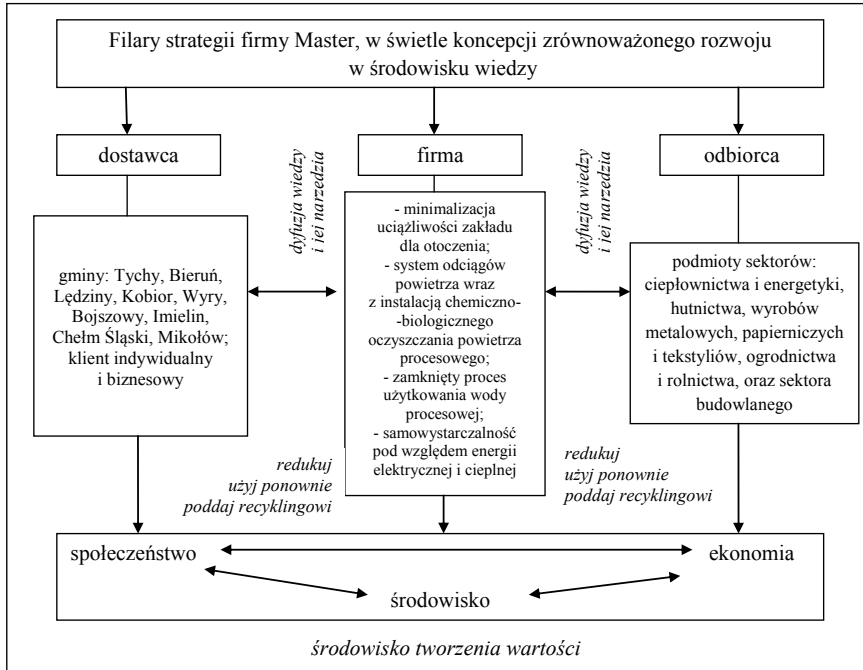 Filary strategii firmy Master, w świetle koncepcji zrównoważonego rozwoju
w środowisku wiedzy
dostawca
dyfuzja wiedzy
i jej narzedzia
firma
dyfuzja wiedzy
i jej narzedzia
odbiorca
gminy: Tychy, Bieruń,
Lędziny, Kobior, Wyry,
Bojszowy, Imielin,
Chełm Śląski, Mikołów;
klient indywidualny
i biznesowy
- minimalizacja
uciążliwości zakładu
dla otoczenia;
- system odciągów
powietrza wraz
z instalacją chemiczno-
-biologicznego
oczyszczania powietrza
procesowego;
- zamknięty proces
użytkowania wody
procesowej;
- samowystarczalność
pod względem energii
elektrycznej i cieplnej
podmioty sektorów:
ciepłownictwa i energetyki,
hutnictwa, wyrobów
metalowych, papierniczych
i tekstyliów, ogrodnictwa
i rolnictwa, oraz sektora
budowlanego
redukuj
użyj ponownie
poddaj recyklingowi
redukuj
użyj ponownie
poddaj recyklingowi
społeczeństwo
ekonomia
środowisko
środowisko tworzenia wartości